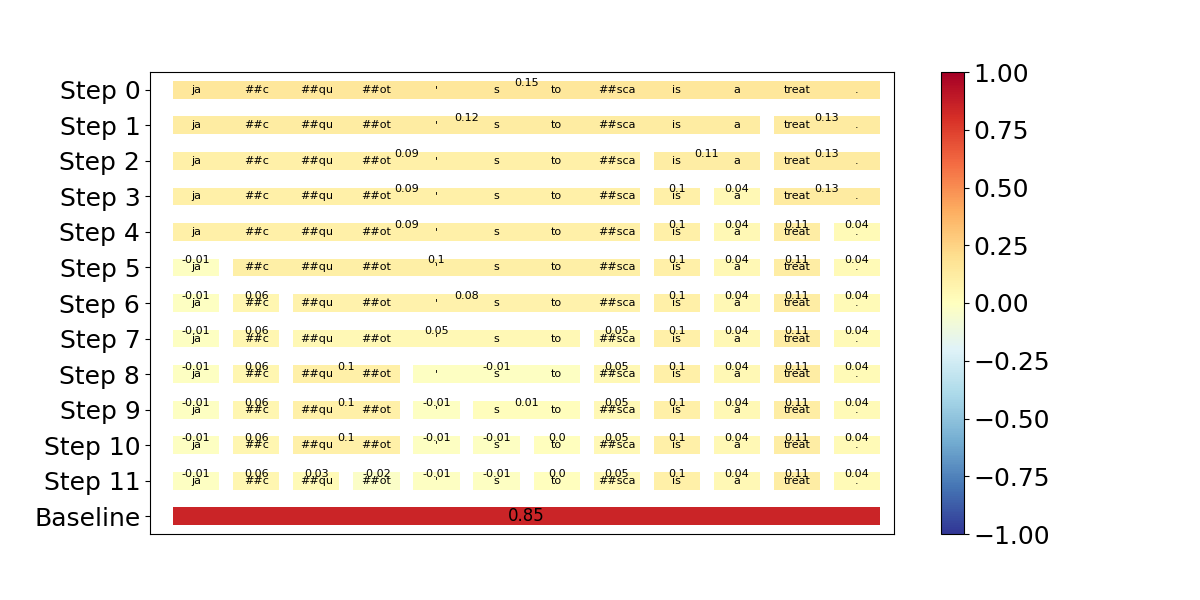 1.00
Step 0 ja ##c ##qu ##ot ' s 0.15 to ##sca is a treat .
Step 1 ja ##c ##qu ##ot ' 0.12 s to ##sca is a treat 0.13 .
0.75
Step 2 ja ##c ##qu ##ot 0.09 ' s to ##sca is 0.11 a treat 0.13 .
Step 3 ja ##c ##qu ##ot 0.09 ' s to ##sca 0.1 is 0.04 a treat 0.13 .
0.50
Step 4 ja ##c ##qu ##ot 0.09 ' s to ##sca 0.1 is 0.04 a 0.11 treat 0.04 .
0.25
Step 5 -0.01 ja ##c ##qu ##ot 0.1 ' s to ##sca 0.1 is 0.04 a 0.11 treat 0.04 .
Step 6 -0.01 ja 0.06 ##c ##qu ##ot ' 0.08 s to ##sca 0.1 is 0.04 a 0.11 treat 0.04 .
0.00
Step 7 -0.01 ja 0.06 ##c ##qu ##ot 0.05 ' s to 0.05 ##sca 0.1 is 0.04 a 0.11 treat 0.04 .
−0.25
Step 8 -0.01 ja 0.06 ##c ##qu 0.1 ##ot ' -0.01 s to 0.05 ##sca 0.1 is 0.04 a 0.11 treat 0.04 .
Step 9 -0.01 ja 0.06 ##c ##qu 0.1 ##ot -0.01 ' s 0.01 to 0.05 ##sca 0.1 is 0.04 a 0.11 treat 0.04 .
−0.50
Step 10 -0.01 ja 0.06 ##c ##qu 0.1 ##ot -0.01 ' -0.01 s 0.0 to 0.05 ##sca 0.1 is 0.04 a 0.11 treat 0.04 .
−0.75
Step 11 -0.01 ja 0.06 ##c 0.03 ##qu -0.02 ##ot -0.01 ' -0.01 s 0.0 to 0.05 ##sca 0.1 is 0.04 a 0.11 treat 0.04 .
Baseline 0.85
−1.00